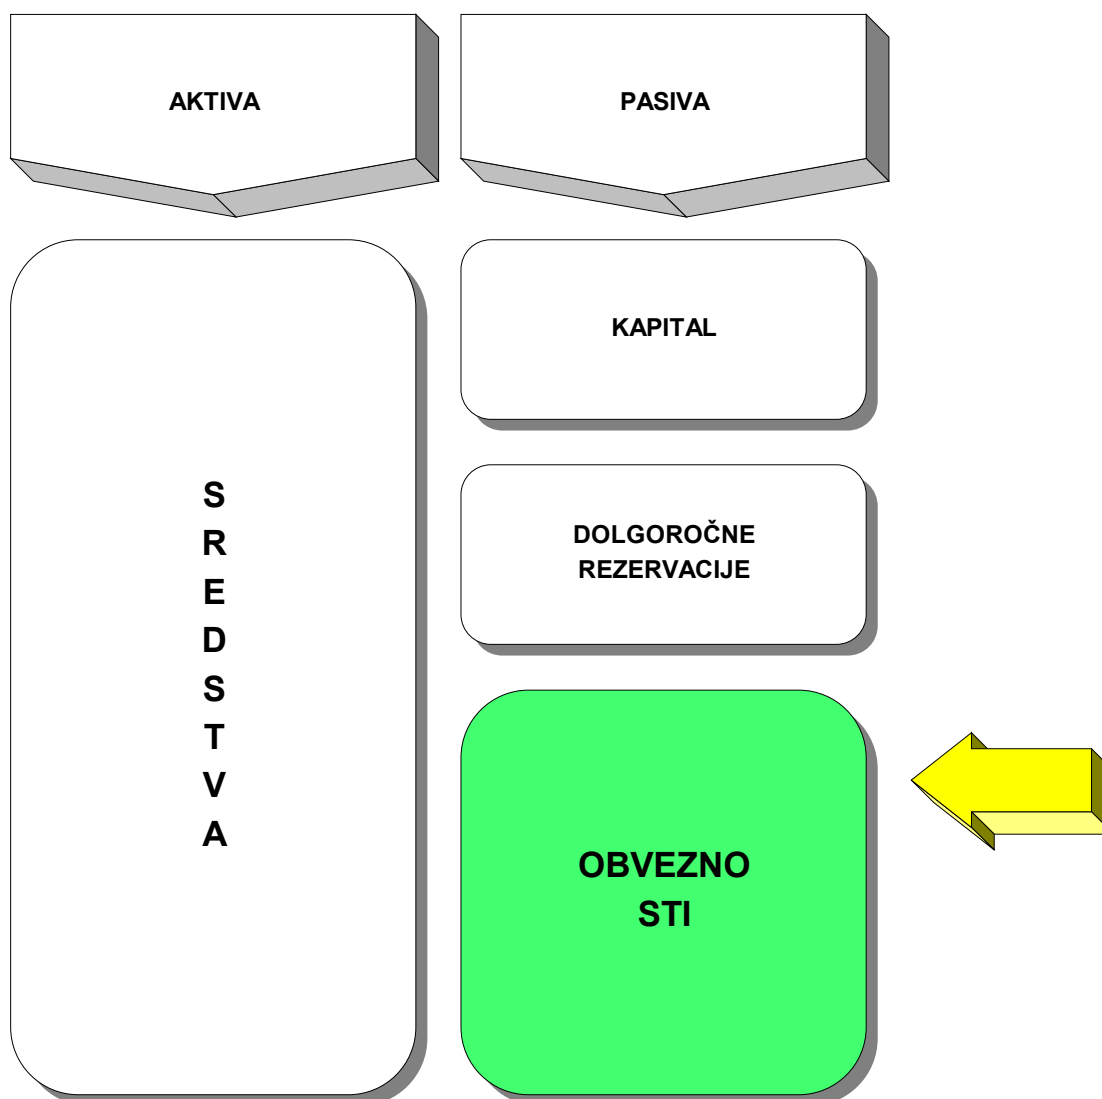 AKTIVA
PASIVA
KAPITAL
S
R
E
D
S
T
V
A
DOLGOROČNE
REZERVACIJE
OBVEZNO
STI